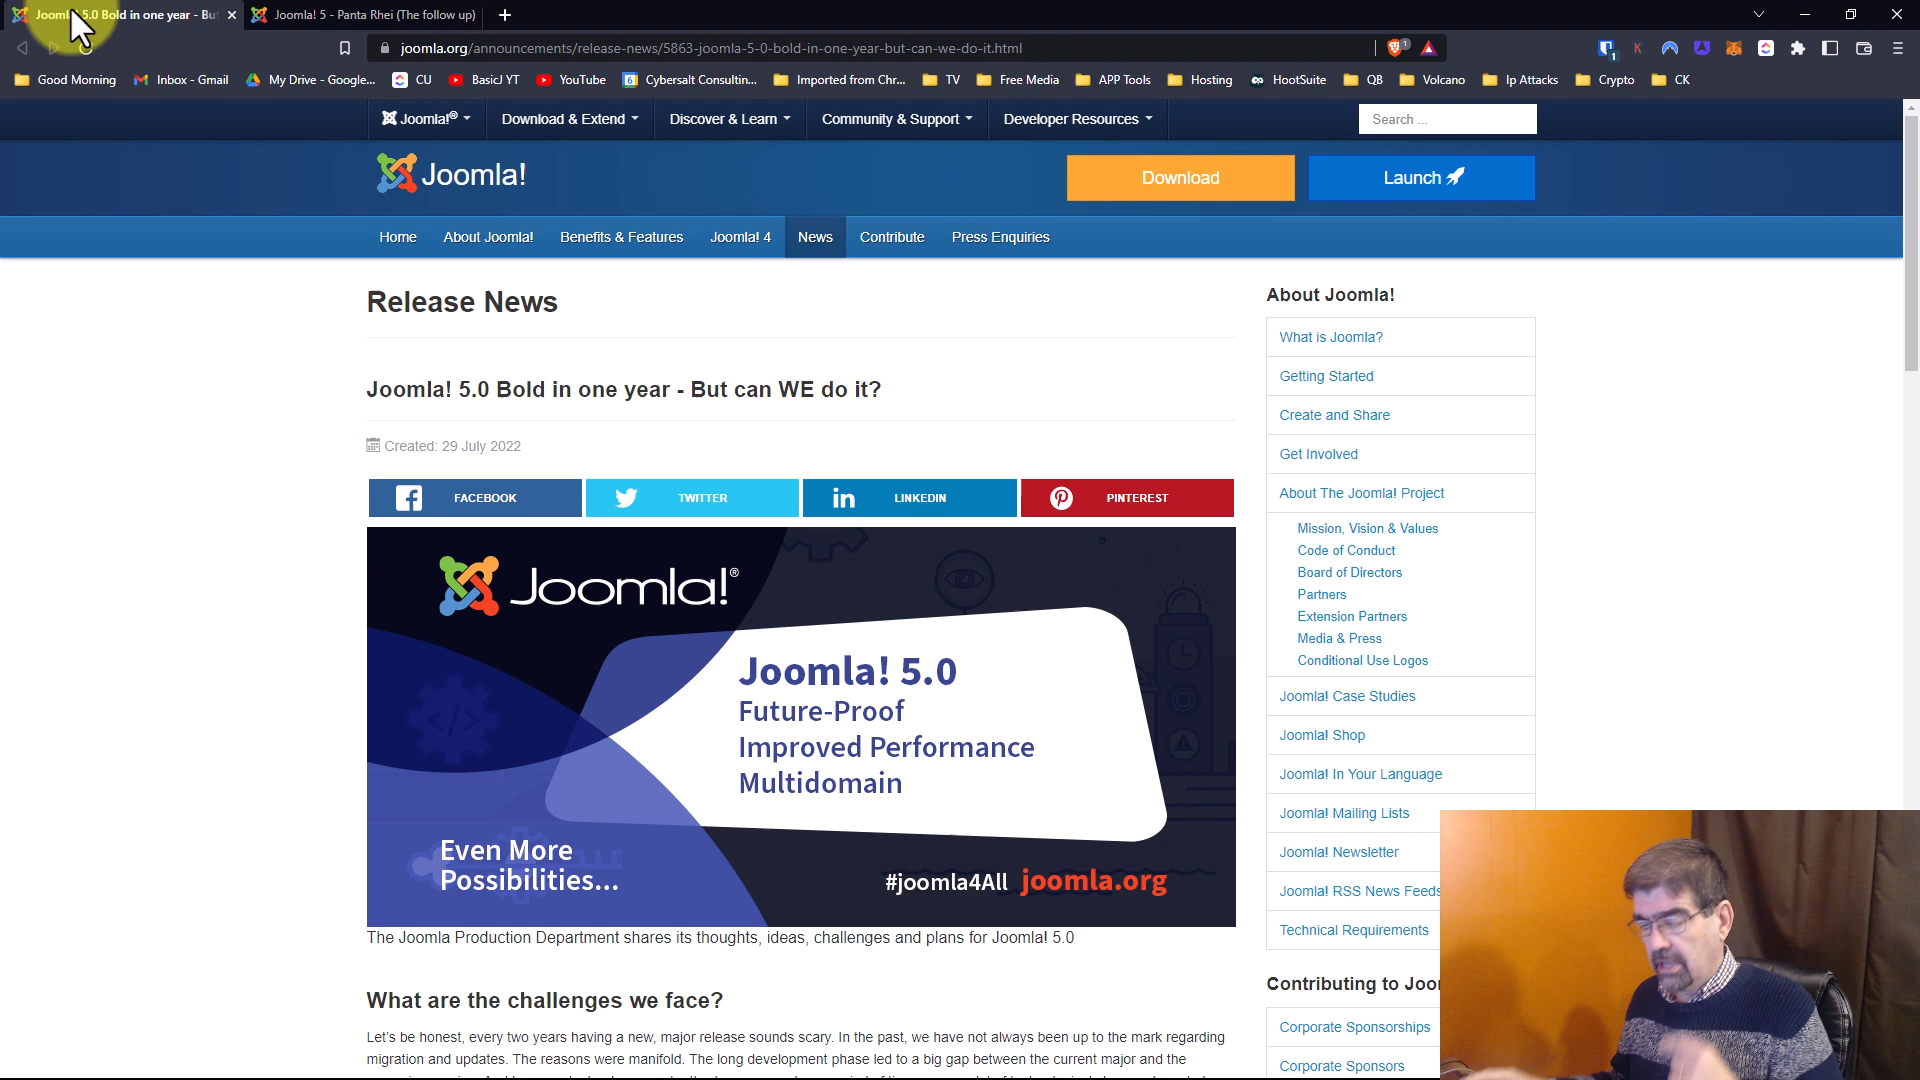 Joomla! 5.0 Bold in one year - Bu
Joomla! 5 - Panta Rhei (The follow up)
joomla.org/announcements/release-news/5863-joomla-5-0-bold-in-one-year-but-can-we-do-it.html
Good Morning
Inbox - Gmail
My Drive - Google...
CU
BasicJ YT
YouTube
Cybersalt Consultin...
Imported from Chr...
TV
Free Media
APP Tools
Hosting
HootSuite
QB
Volcano
Ip Attacks
Crypto
CK
Joomla!®
Download & Extend
Discover & Learn
Community & Support
Developer Resources
Search ...
Joomla!
Download
Launch
Home
About Joomla!
Benefits & Features
Joomla! 4
News
Contribute
Press Enquiries
Release News
Joomla! 5.0 Bold in one year - But can WE do it?
Created: 29 July 2022
FACEBOOK
TWITTER
LINKEDIN
PINTEREST
Joomla!®
Joomla! 5.0
Future-Proof
Improved Performance
Multidomain
Even More
Possibilities...
#joomla4All joomla.org
The Joomla Production Department shares its thoughts, ideas, challenges and plans for Joomla! 5.0
What are the challenges we face?
Let's be honest, every two years having a new, major release sounds scary. In the past, we have not always been up to the mark regarding
migration and updates. The reasons were manifold. The long development phase led to a big gap between the current major and the
About Joomla!
What is Joomla?
Getting Started
Create and Share
Get Involved
About The Joomla! Project
Mission, Vision & Values
Code of Conduct
Board of Directors
Partners
Extension Partners
Media & Press
Conditional Use Logos
Joomla! Case Studies
Joomla! Shop
Joomla! In Your Language
Joomla! Mailing Lists
Joomla! Newsletter
Joomla! RSS News Feeds
Technical Requirements
Contributing to Joo
Corporate Sponsorships
Corporate Sponsors